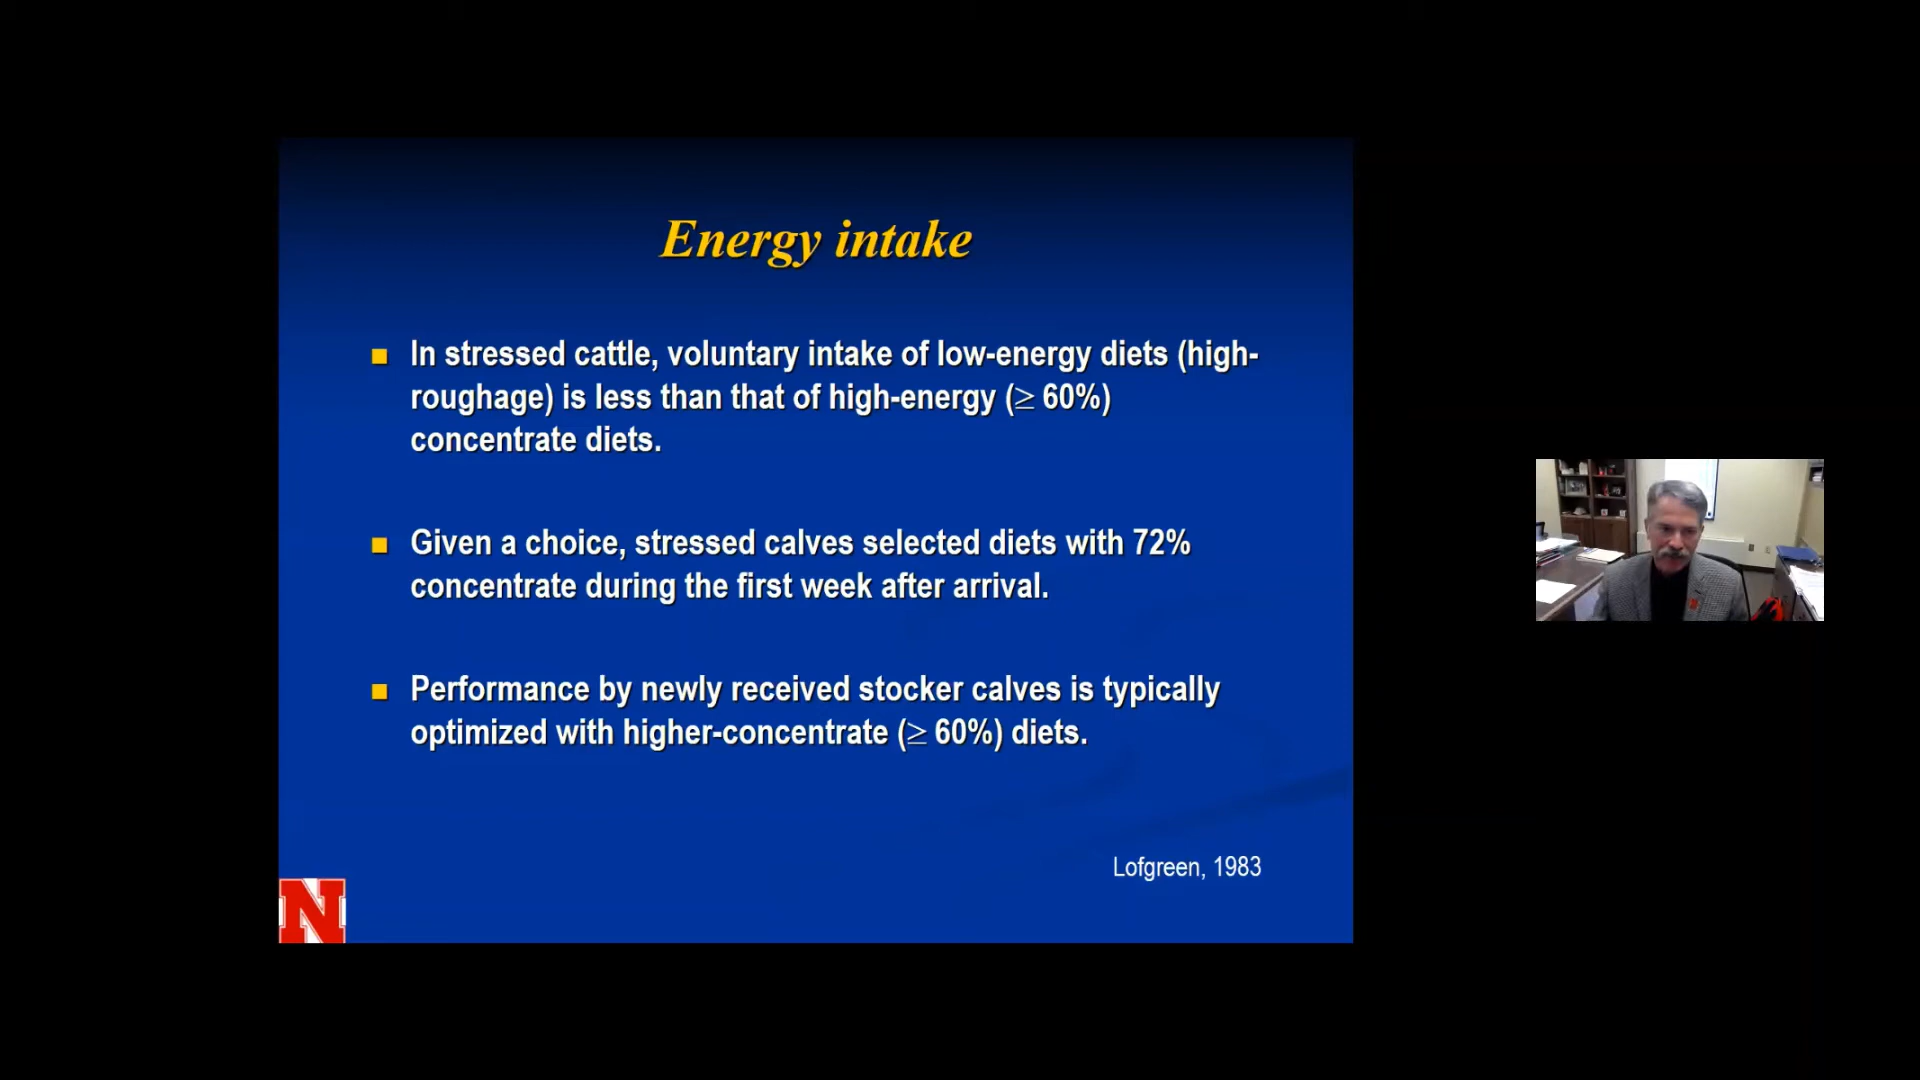 Energy intake
In stressed cattle, voluntary intake of low-energy diets (high-
roughage) is less than that of high-energy (≥ 60%)
concentrate diets.
Given a choice, stressed calves selected diets with 72%
concentrate during the first week after arrival.
Performance by newly received stocker calves is typically
optimized with higher-concentrate (≥ 60%) diets.
Lofgreen, 1983
N